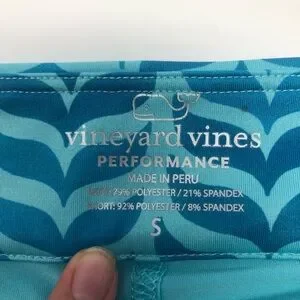 vineyard vines
PERFORMANCE
MADE IN PERU
79% POLYESTER / 21% SPANDEX
SHORT: 92% POLYESTER / 8% SPANDEX
S